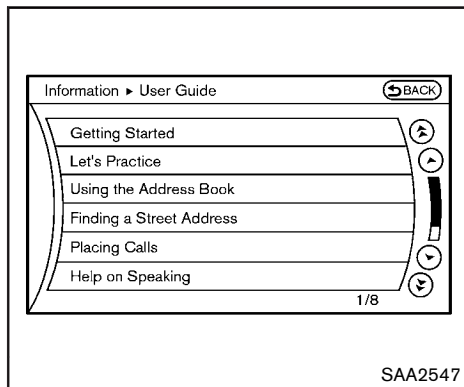 Information ▸ User Guide
BACK
Getting Started
Let's Practice
Using the Address Book
Finding a Street Address
Placing Calls
Help on Speaking
1/8
SAA2547